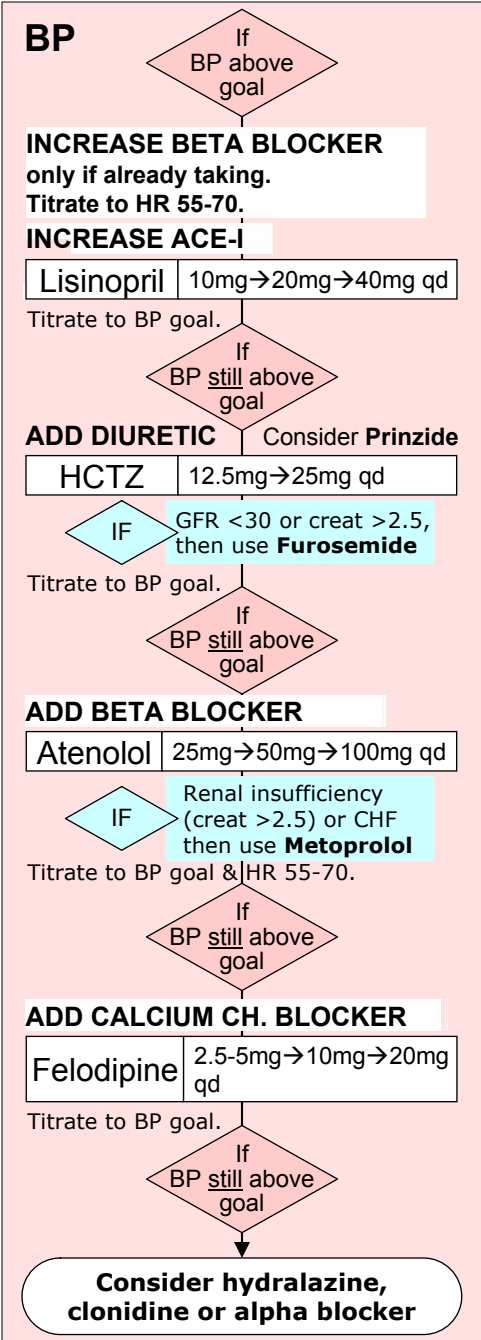 BP
If
BP above
goal
INCREASE BETA BLOCKER
only if already taking.
Titrate to HR 55-70.
INCREASE ACE-I
Lisinopril 10mg→20mg→40mg qd
Titrate to BP goal.
If
BP still above
goal
ADD DIURETIC Consider Prinzide
HCTZ 12.5mg→25mg qd
IF GFR <30 or creat >2.5,
then use Furosemide
Titrate to BP goal.
If
BP still above
goal
ADD BETA BLOCKER
Atenolol 25mg→50mg→100mg qd
Renal insufficiency
IF (creat >2.5) or CHF
then use Metoprolol
Titrate to BP goal & HR 55-70.
If
BP still above
goal
ADD CALCIUM CH. BLOCKER
Felodipine 2.5-5mg→10mg→20mg
qd
Titrate to BP goal.
If
BP still above
goal
Consider hydralazine,
clonidine or alpha blocker